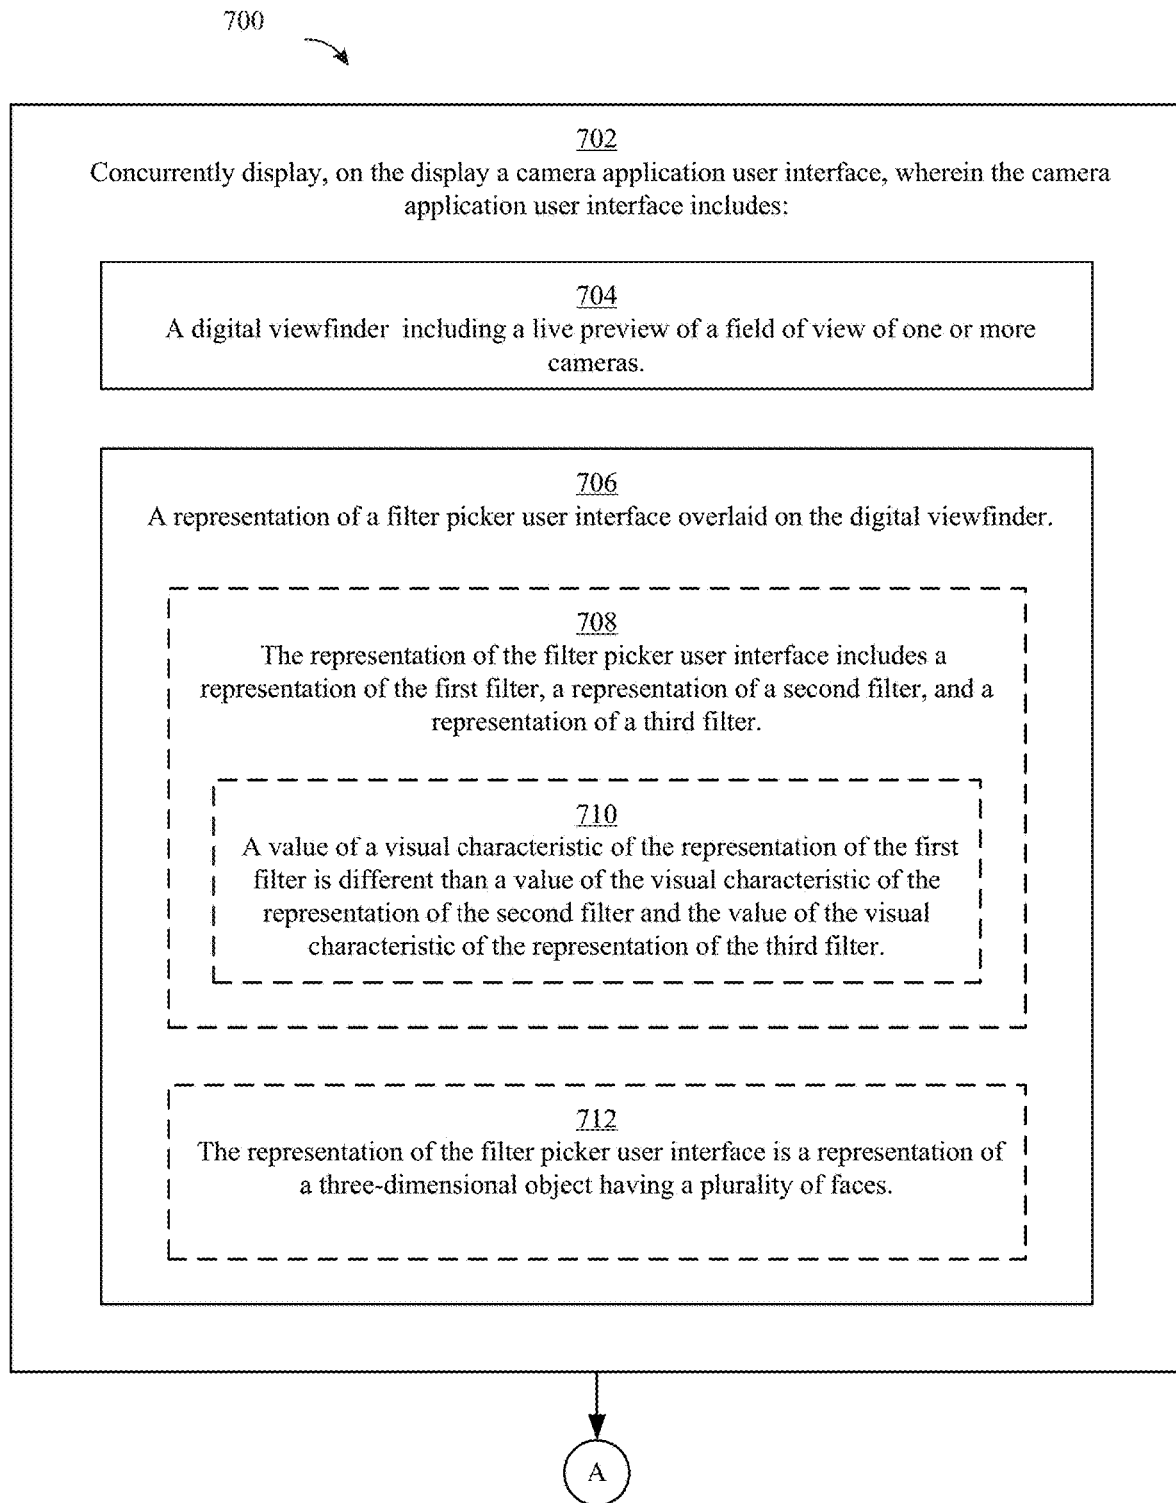 700
702
Concurrently display, on the display a camera application user interface, wherein the camera
application user interface includes:
704
A digital viewfinder including a live preview of a field of view of one or more
cameras.
706
A representation of a filter picker user interface overlaid on the digital viewfinder.
708
The representation of the filter picker user interface includes a
representation of the first filter, a representation of a second filter, and a
representation of a third filter.
710
A value of a visual characteristic of the representation of the first
filter is different than a value of the visual characteristic of the
representation of the second filter and the value of the visual
characteristic of the representation of the third filter.
712
The representation of the filter picker user interface is a representation of
a three-dimensional object having a plurality of faces.
A